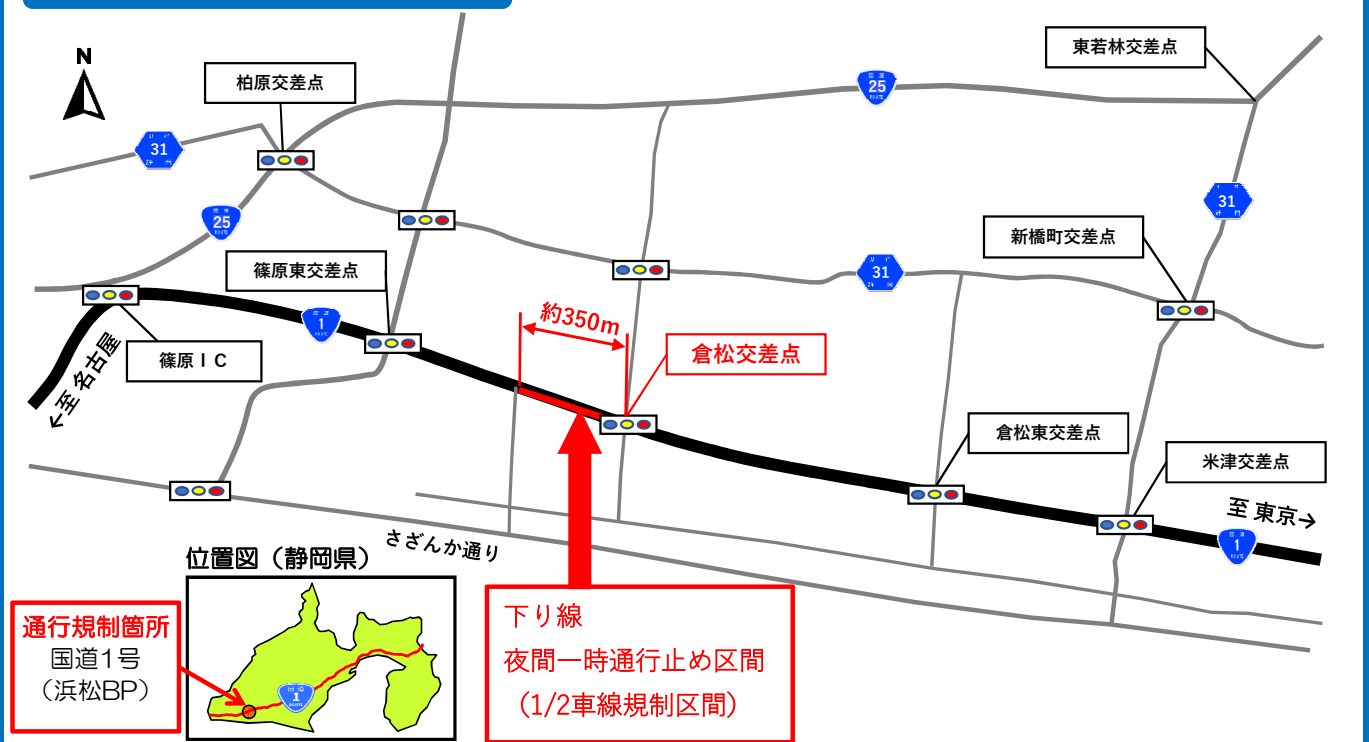 東若林交差点
N
国道
25
柏原交差点
31
31
25
新橋町交差点
篠原東交差点
31
約350m
1
倉松交差点
篠原IC
←至 名古屋
倉松東交差点
米津交差点
至 東京→
1
さざんか通り
位置図（静岡県）
通行規制箇所
国道1号
（浜松BP）
国道
1
下り線
夜間一時通行止め区間
（1/2車線規制区間）